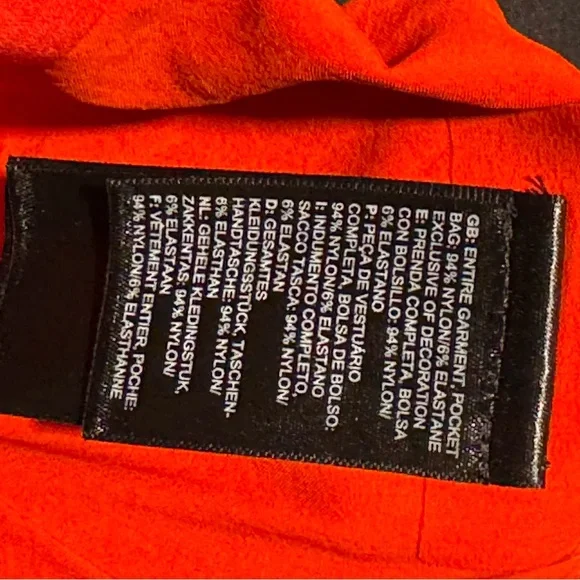 GB: ENTIRE GARMENT, POCKET
BAG: 94% NYLON/6% ELASTANE
EXCLUSIVE OF DECORATION
E: PRENDA COMPLETA, BOLSA
CON BOLSILLO: 94% NYLON/
6% ELASTANO
P: PEÇA DE VESTUÁRIO
COMPLETA, BOLSA DE BOLSO:
94% NYLON/6% ELASTANO
I: INDUMENTO COMPLETO,
SACCO TASCA: 94% NYLON/
6% ELASTAN
D: GESAMTES
KLEIDUNGSSTÜCK, TASCHEN-
HANDTASCHE: 94% NYLON/
6% ELASTHAN
NL: GEHELE KLEDINGSTUK,
ZAKKENTAS: 94% NYLON/
6% ELASTAAN
F: VÊTEMENT ENTIER, POCHE:
94% NYLON/6% ELASTHANNE